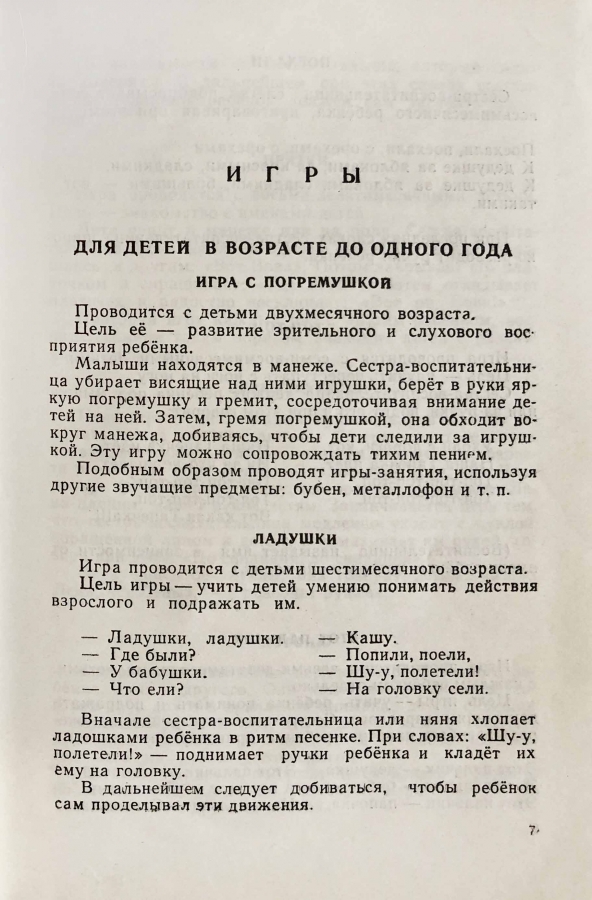 ИГРЫ
ДЛЯ ДЕТЕЙ В ВОЗРАСТЕ ДО ОДНОГО ГОДА
ИГРА С ПОГРЕМУШКОЙ
Проводится с детьми двухмесячного возраста.
Цель её — развитие зрительного и слухового вос-
приятия ребёнка.
Малыши находятся в манеже. Сестра-воспитательни-
ца убирает висящие над ними игрушки, берёт в руки яр-
кую погремушку и гремит, сосредоточивая внимание де-
тей на ней. Затем, гремя погремушкой, она обходит во-
круг манежа, добиваясь, чтобы дети следили за игруш-
кой. Эту игру можно сопровождать тихим пением.
Подобным образом проводят игры-занятия, используя
другие звучащие предметы: бубен, металлофон и т. п.
ЛАДУШКИ
Игра проводится с детьми шестимесячного возраста.
Цель игры — учить детей умению понимать действия
взрослого и подражать им.
— Ладушки, ладушки.
— Где были?
— У бабушки.
— Что ели?
— Кашу.
— Попили, поели,
— Шу-у, полетели!
— На головку сели.
Вначале сестра-воспитательница или няня хлопает
ладошками ребёнка в ритм песенке. При словах: «Шу-у,
полетели!» — поднимает ручки ребёнка и кладёт их
ему на головку.
В дальнейшем следует добиваться, чтобы ребёнок
сам проделывал эти движения.
7